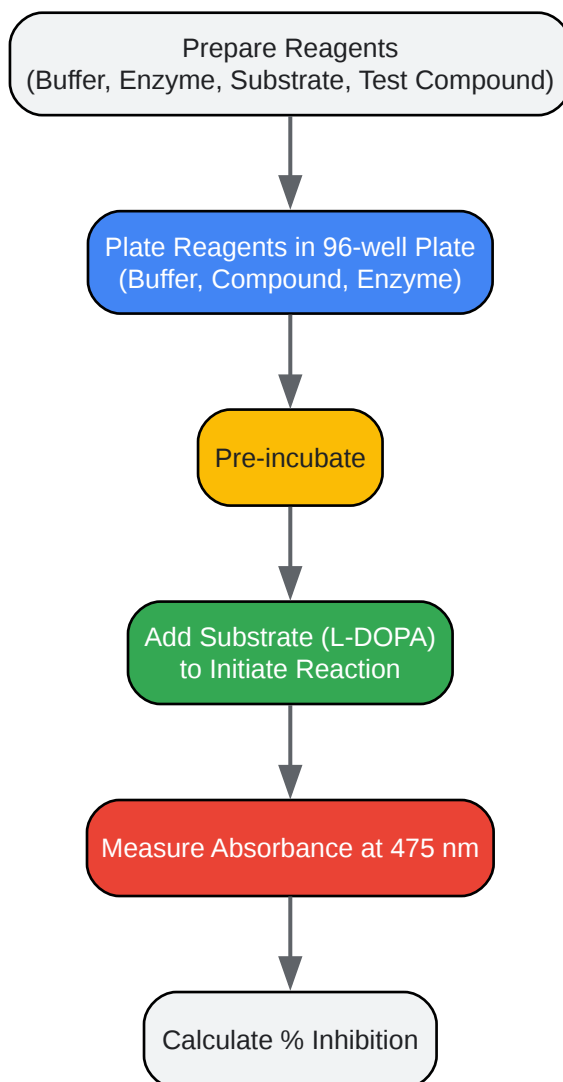 Prepare Reagents
(Buffer, Enzyme, Substrate, Test Compound)
Plate Reagents in 96-well Plate
(Buffer, Compound, Enzyme)
Pre-incubate
Add Substrate (L-DOPA)
to Initiate Reaction
Measure Absorbance at 475 nm
Calculate % Inhibition